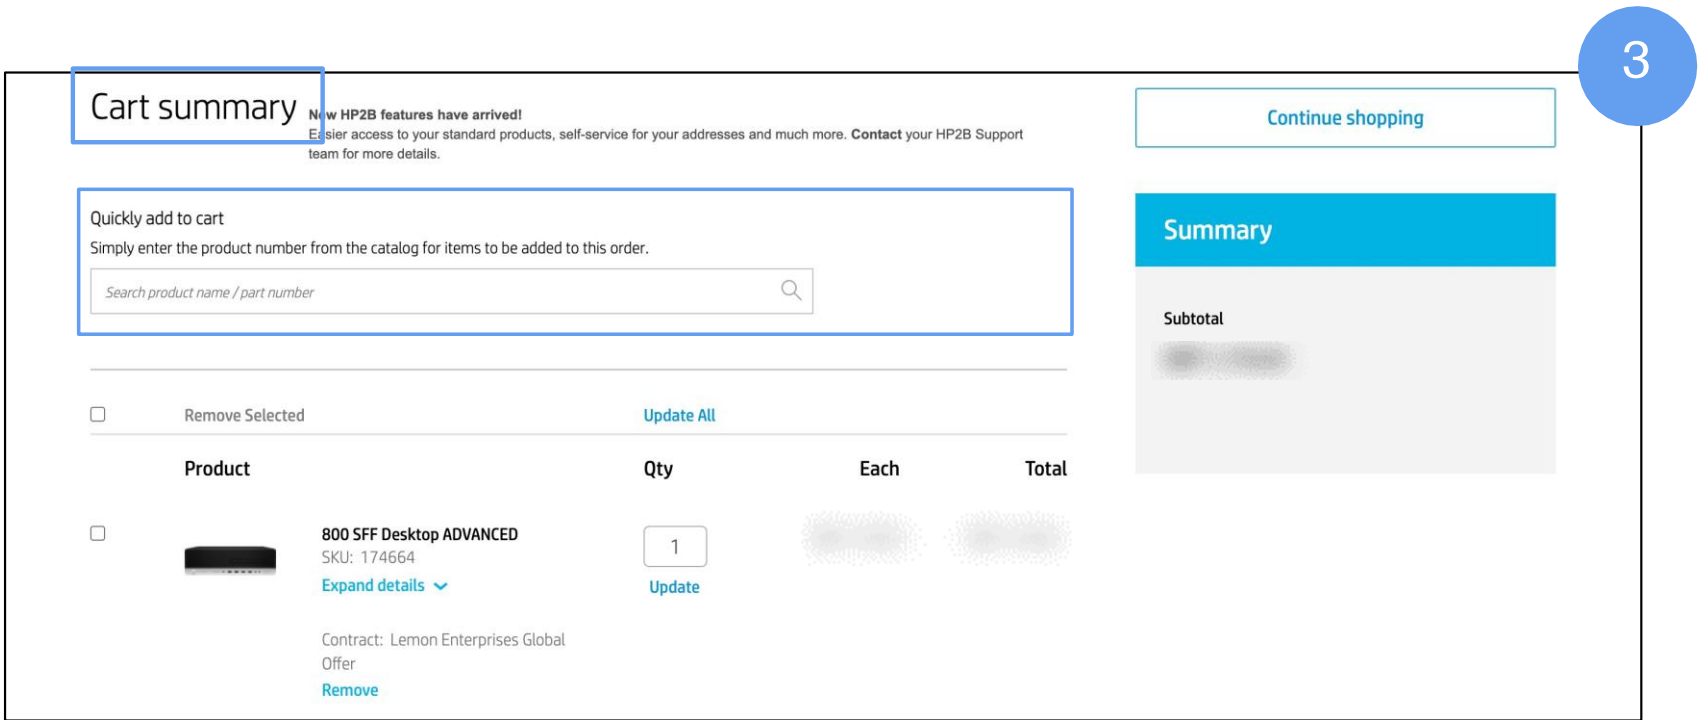 3
Cart summary
New HP2B features have arrived!
Easier access to your standard products, self-service for your addresses and much more. Contact your HP2B Support
team for more details.
Continue shopping
Quickly add to cart
Simply enter the product number from the catalog for items to be added to this order.
Search product name / part number
Summary
Subtotal
Remove Selected
Update All
Product Qty Each Total
800 SFF Desktop ADVANCED
SKU: 174664
Expand details
1
Update
Contract: Lemon Enterprises Global
Offer
Remove